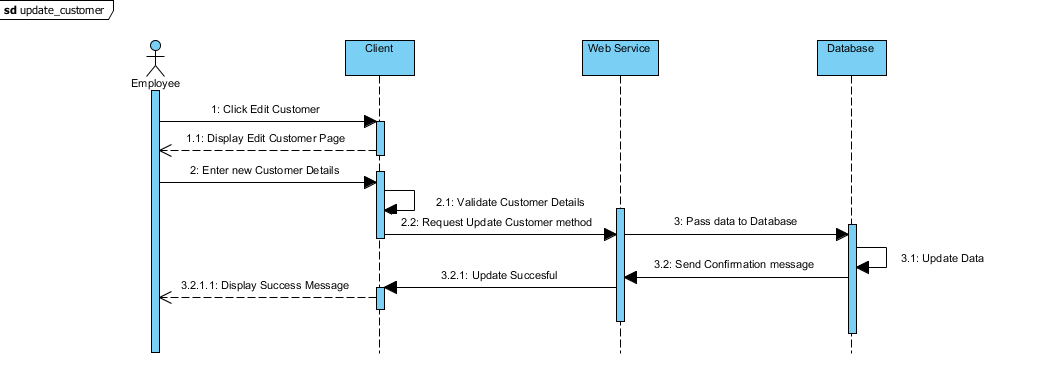 sd update_customer
Client
Web Service
Database
Employee
1: Click Edit Customer
1.1: Display Edit Customer Page
2: Enter new Customer Details
2.1: Validate Customer Details
2.2: Request Update Customer method
3: Pass data to Database
3.1: Update Data
3.2: Send Confirmation message
3.2.1: Update Succesful
3.2.1.1: Display Success Message